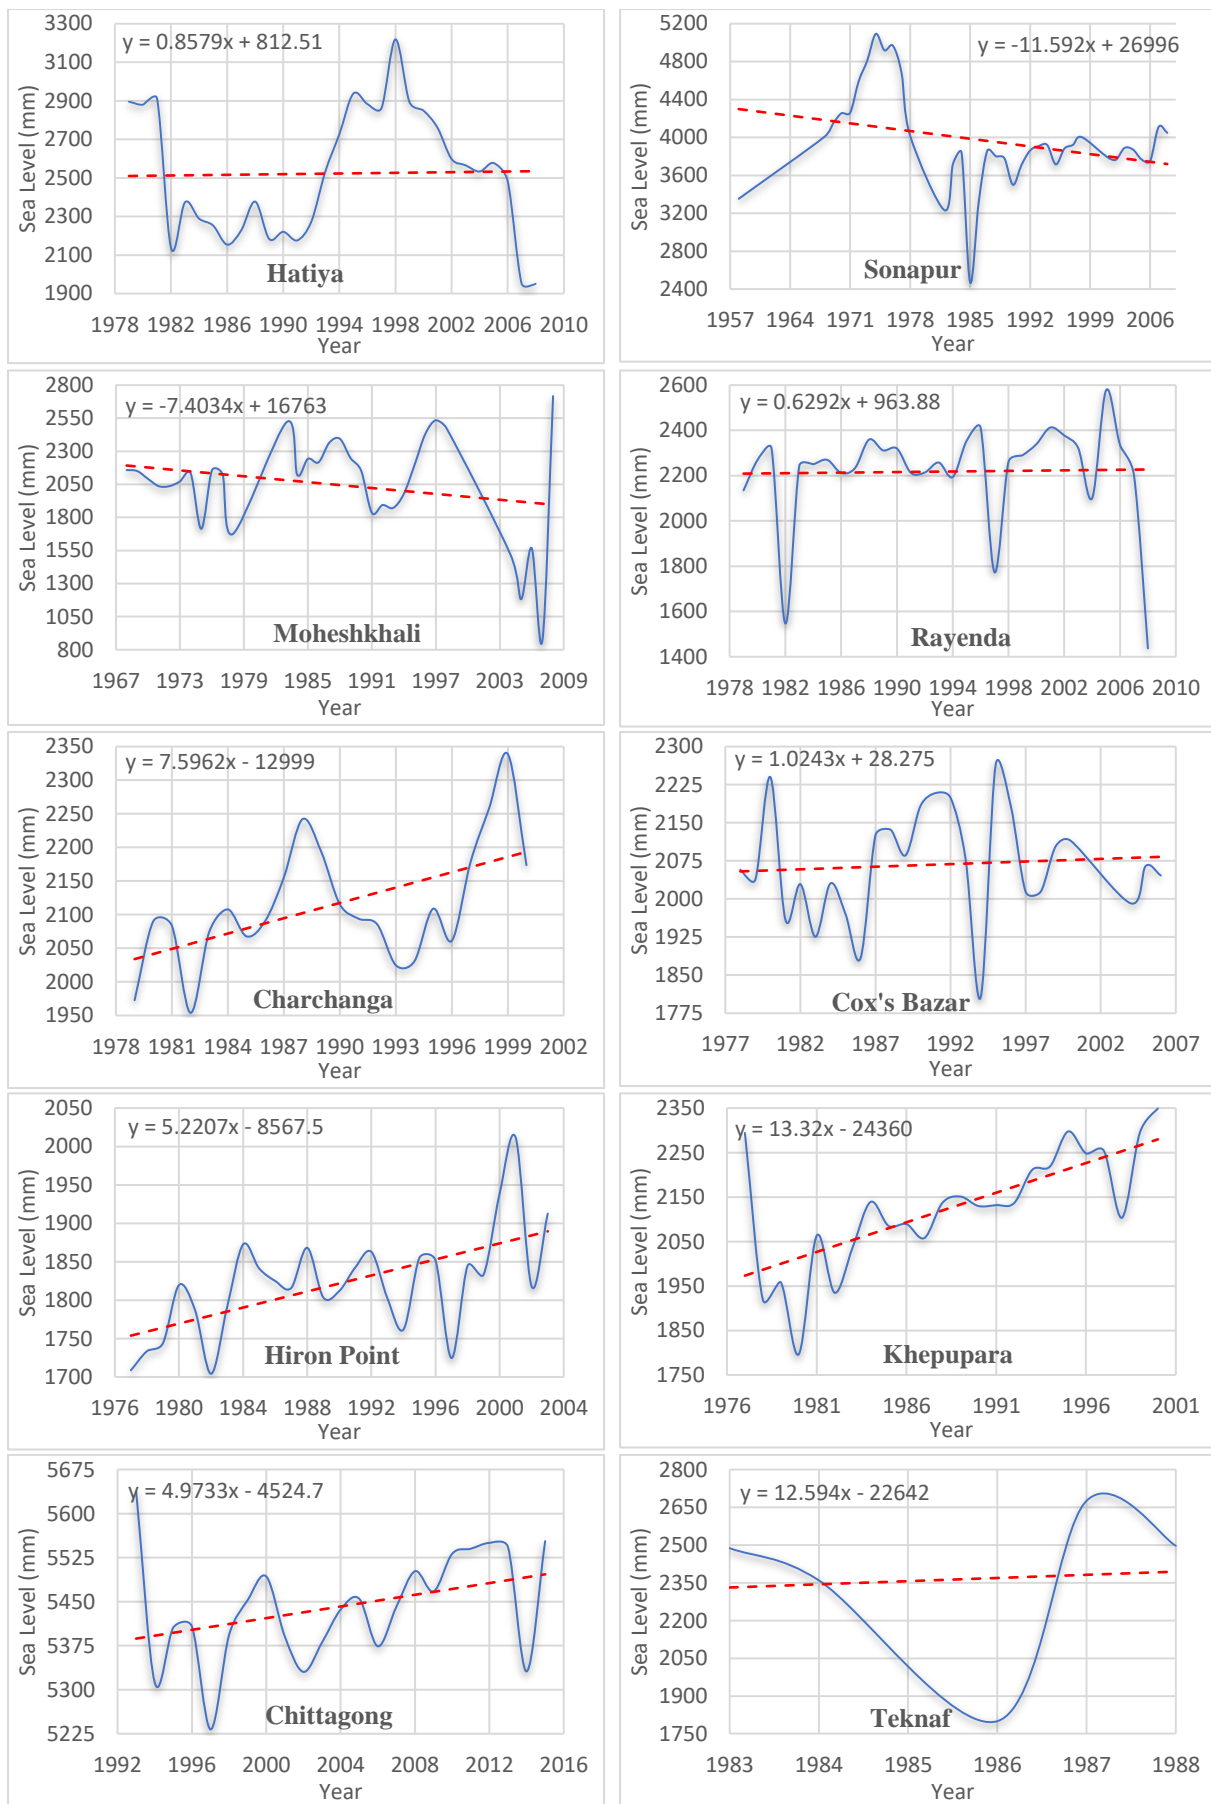 y = 0.8579x + 812.51
Sea Level (mm)
3300
3100
2900
2700
2500
2300
2100
1900
Hatiya
1978 1982 1986 1990 1994 1998 2002 2006 2010
Year
y = -11.592x + 26996
Sea Level (mm)
5200
4800
4400
4000
3600
3200
2800
2400
Sonapur
1957 1964 1971 1978 1985 1992 1999 2006
Year
y = -7.4034x + 16763
Sea Level (mm)
2800
2550
2300
2050
1800
1550
1300
1050
800
Moheshkhali
1967 1973 1979 1985 1991 1997 2003 2009
Year
y = 0.6292x + 963.88
Sea Level (mm)
2600
2400
2200
2000
1800
1600
1400
Rayenda
1978 1982 1986 1990 1994 1998 2002 2006 2010
Year
y = 7.5962x - 12999
Sea Level (mm)
2350
2300
2250
2200
2150
2100
2050
2000
1950
Charchanga
1978 1981 1984 1987 1990 1993 1996 1999 2002
Year
y = 1.0243x + 28.275
Sea Level (mm)
2300
2225
2150
2075
2000
1925
1850
1775
Cox's Bazar
1977 1982 1987 1992 1997 2002 2007
Year
y = 5.2207x - 8567.5
Sea Level (mm)
2050
2000
1950
1900
1850
1800
1750
1700
Hiron Point
1976 1980 1984 1988 1992 1996 2000 2004
Year
y = 13.32x - 24360
Sea Level (mm)
2350
2250
2150
2050
1950
1850
1750
Khepupara
1976 1981 1986 1991 1996 2001
Year
y = 4.9733x - 4524.7
Sea Level (mm)
5675
5600
5525
5450
5375
5300
5225
Chittagong
1992 1996 2000 2004 2008 2012 2016
Year
y = 12.594x - 22642
Sea Level (mm)
2800
2650
2500
2350
2200
2050
1900
1750
Teknaf
1983 1984 1985 1986 1987 1988
Year